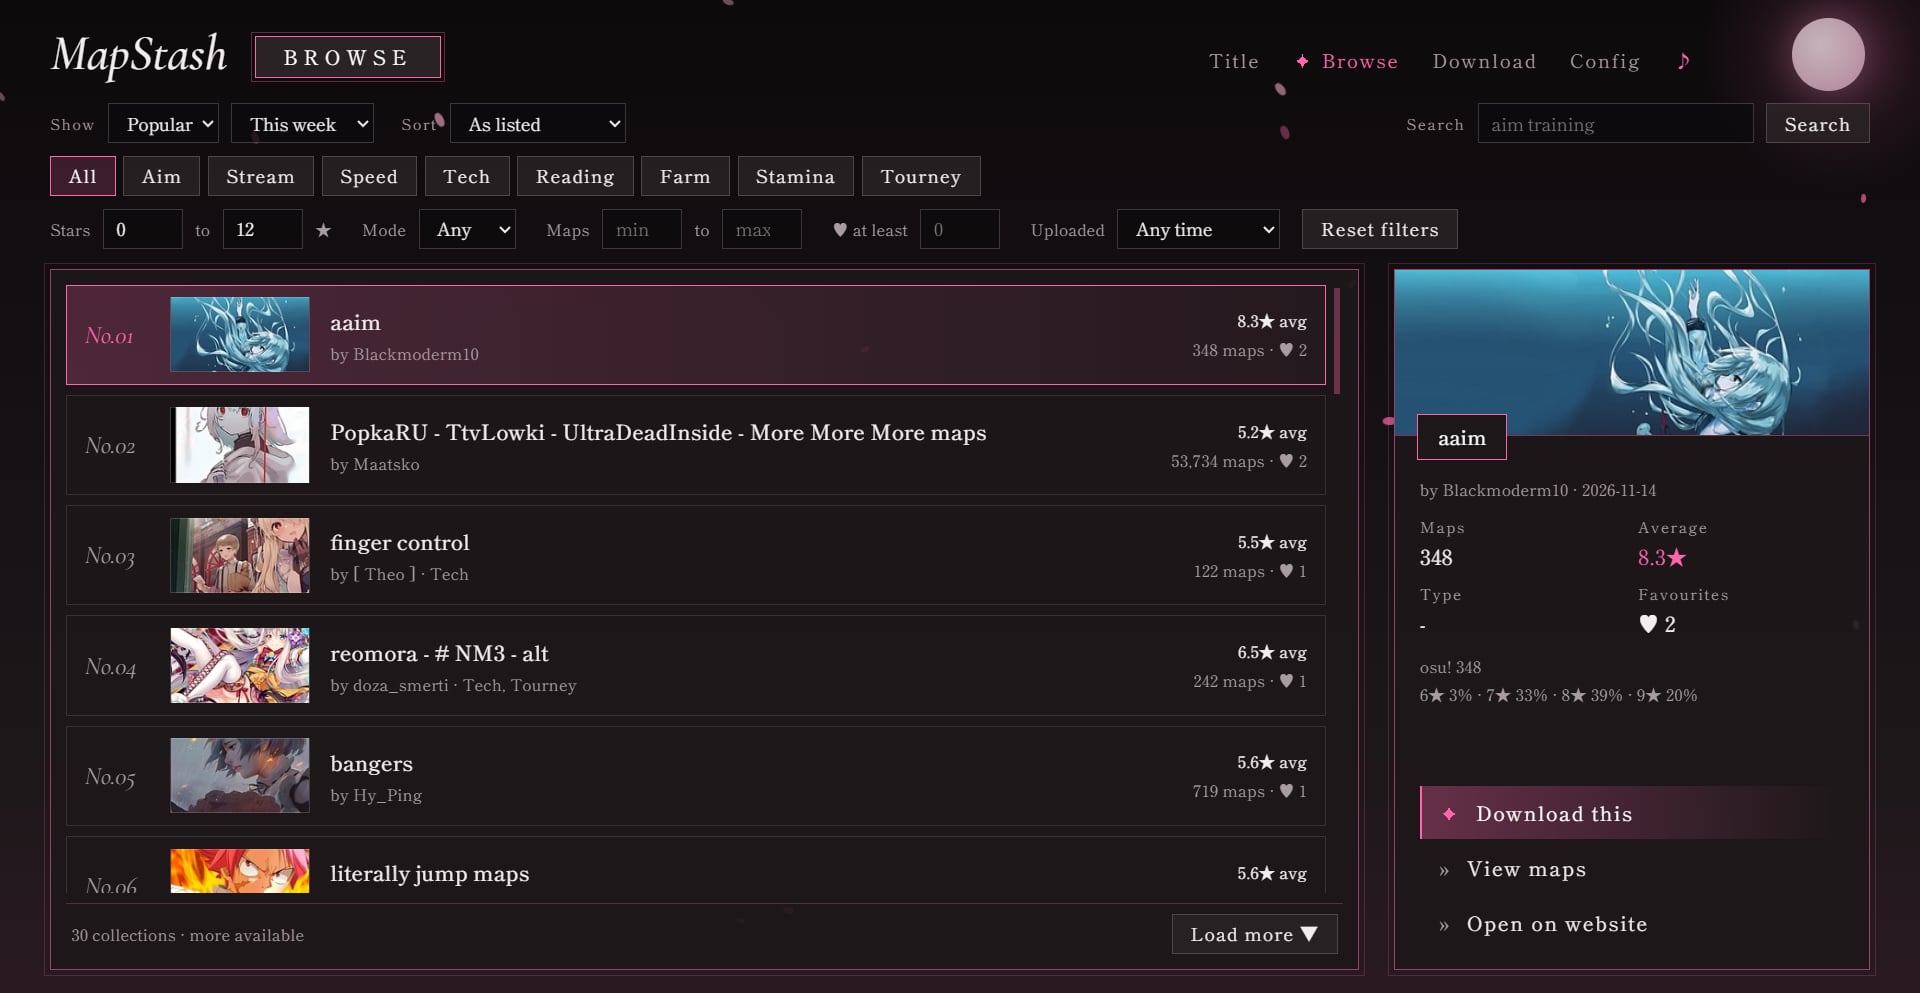 MapStash BROWSE Title ✦ Browse Download Config ♪
Show Popular This week Sort As listed Search aim training Search
All Aim Stream Speed Tech Reading Farm Stamina Tourney
Stars 0 to 12 ★ Mode Any Maps min to max ♥ at least 0 Uploaded Any time Reset filters
No.01
aaim
by Blackmoderm10
8.3★ avg
348 maps · ♥ 2
No.02
PopkaRU - TtvLowki - UltraDeadInside - More More More maps
by Maatsko
5.2★ avg
53,734 maps · ♥ 2
No.03
finger control
by [ Theo ] · Tech
5.5★ avg
122 maps · ♥ 1
No.04
reomora - # NM3 - alt
by doza_smerti · Tech, Tourney
6.5★ avg
242 maps · ♥ 1
No.05
bangers
by Hy_Ping
5.6★ avg
719 maps · ♥ 1
No.06
literally jump maps
5.6★ avg
30 collections · more available
Load more ▼
aaim
by Blackmoderm10 · 2026-11-14
Maps Average
348 8.3★
Type Favourites
- ♥ 2
osu! 348
6★ 3% · 7★ 33% · 8★ 39% · 9★ 20%
✦ Download this
» View maps
» Open on website